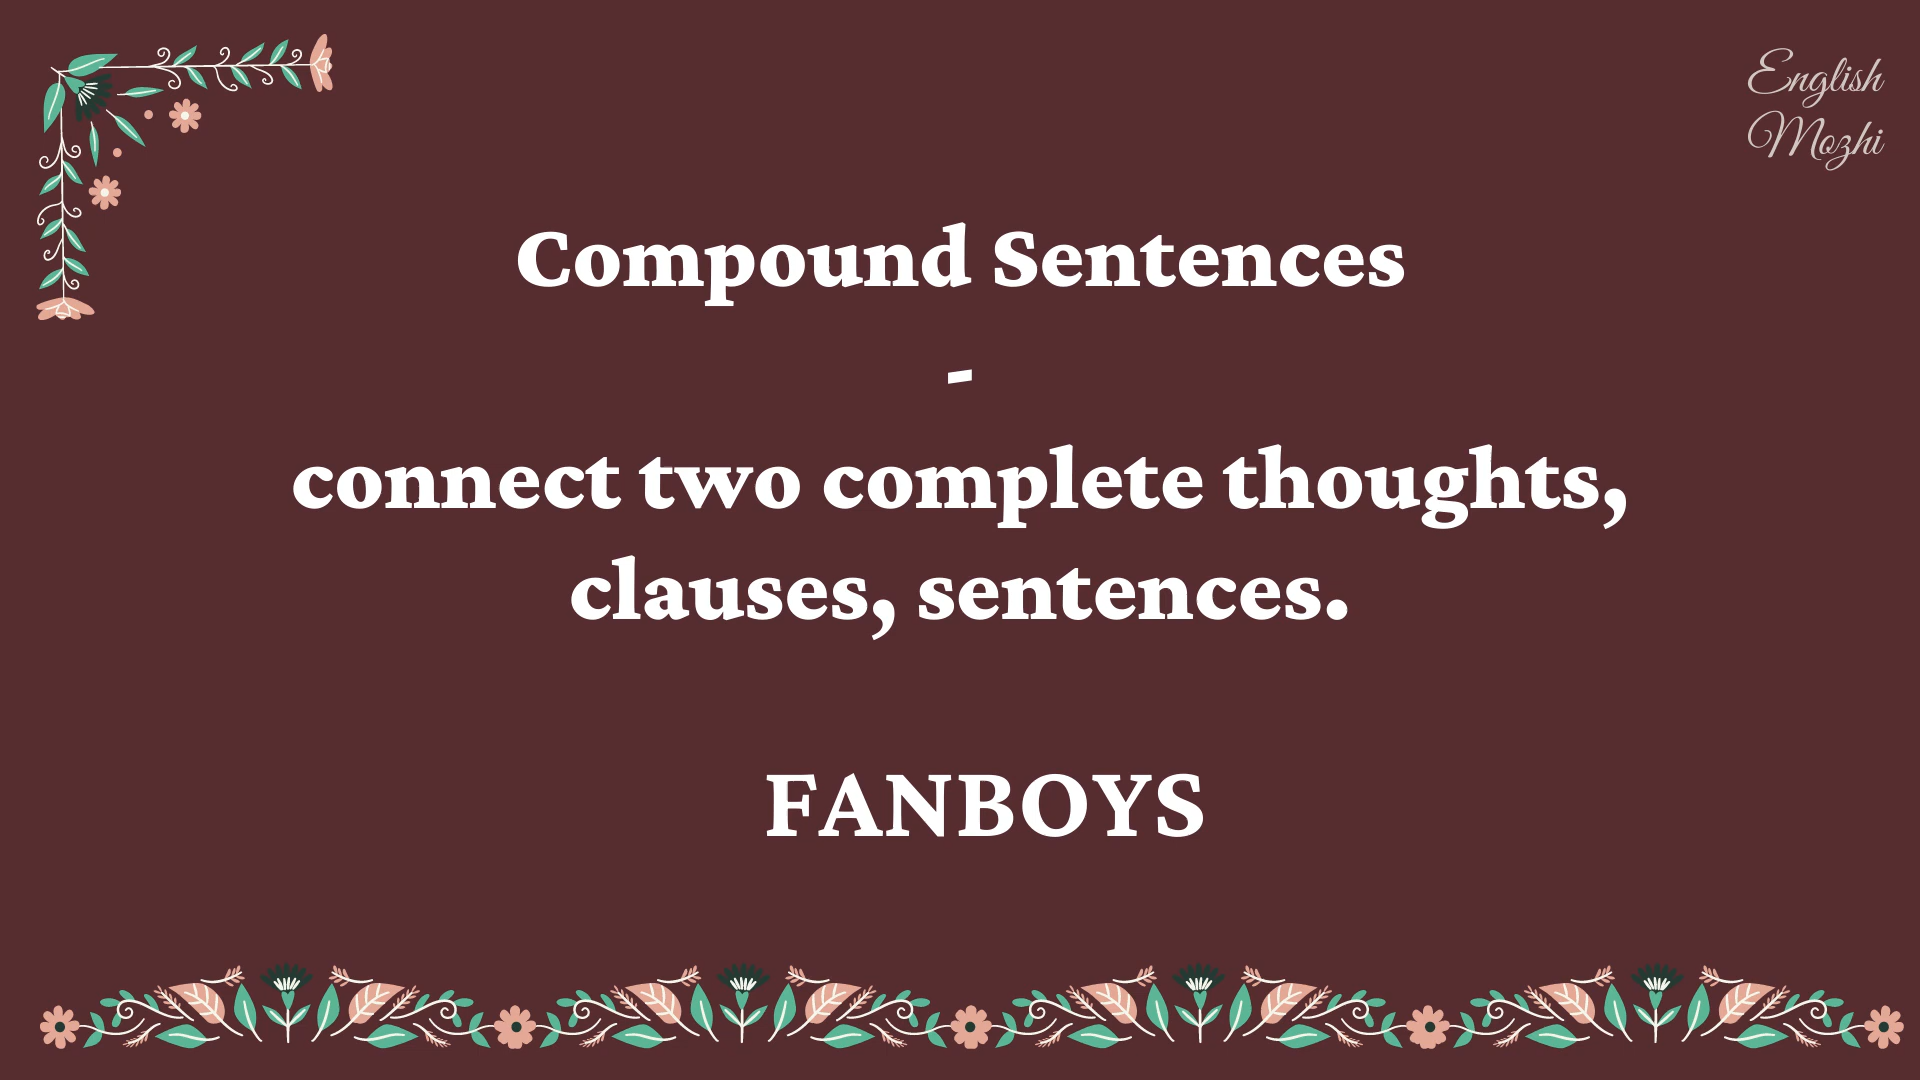 English
Mozhi
Compound Sentences
-
connect two complete thoughts,
clauses, sentences.
FANBOYS